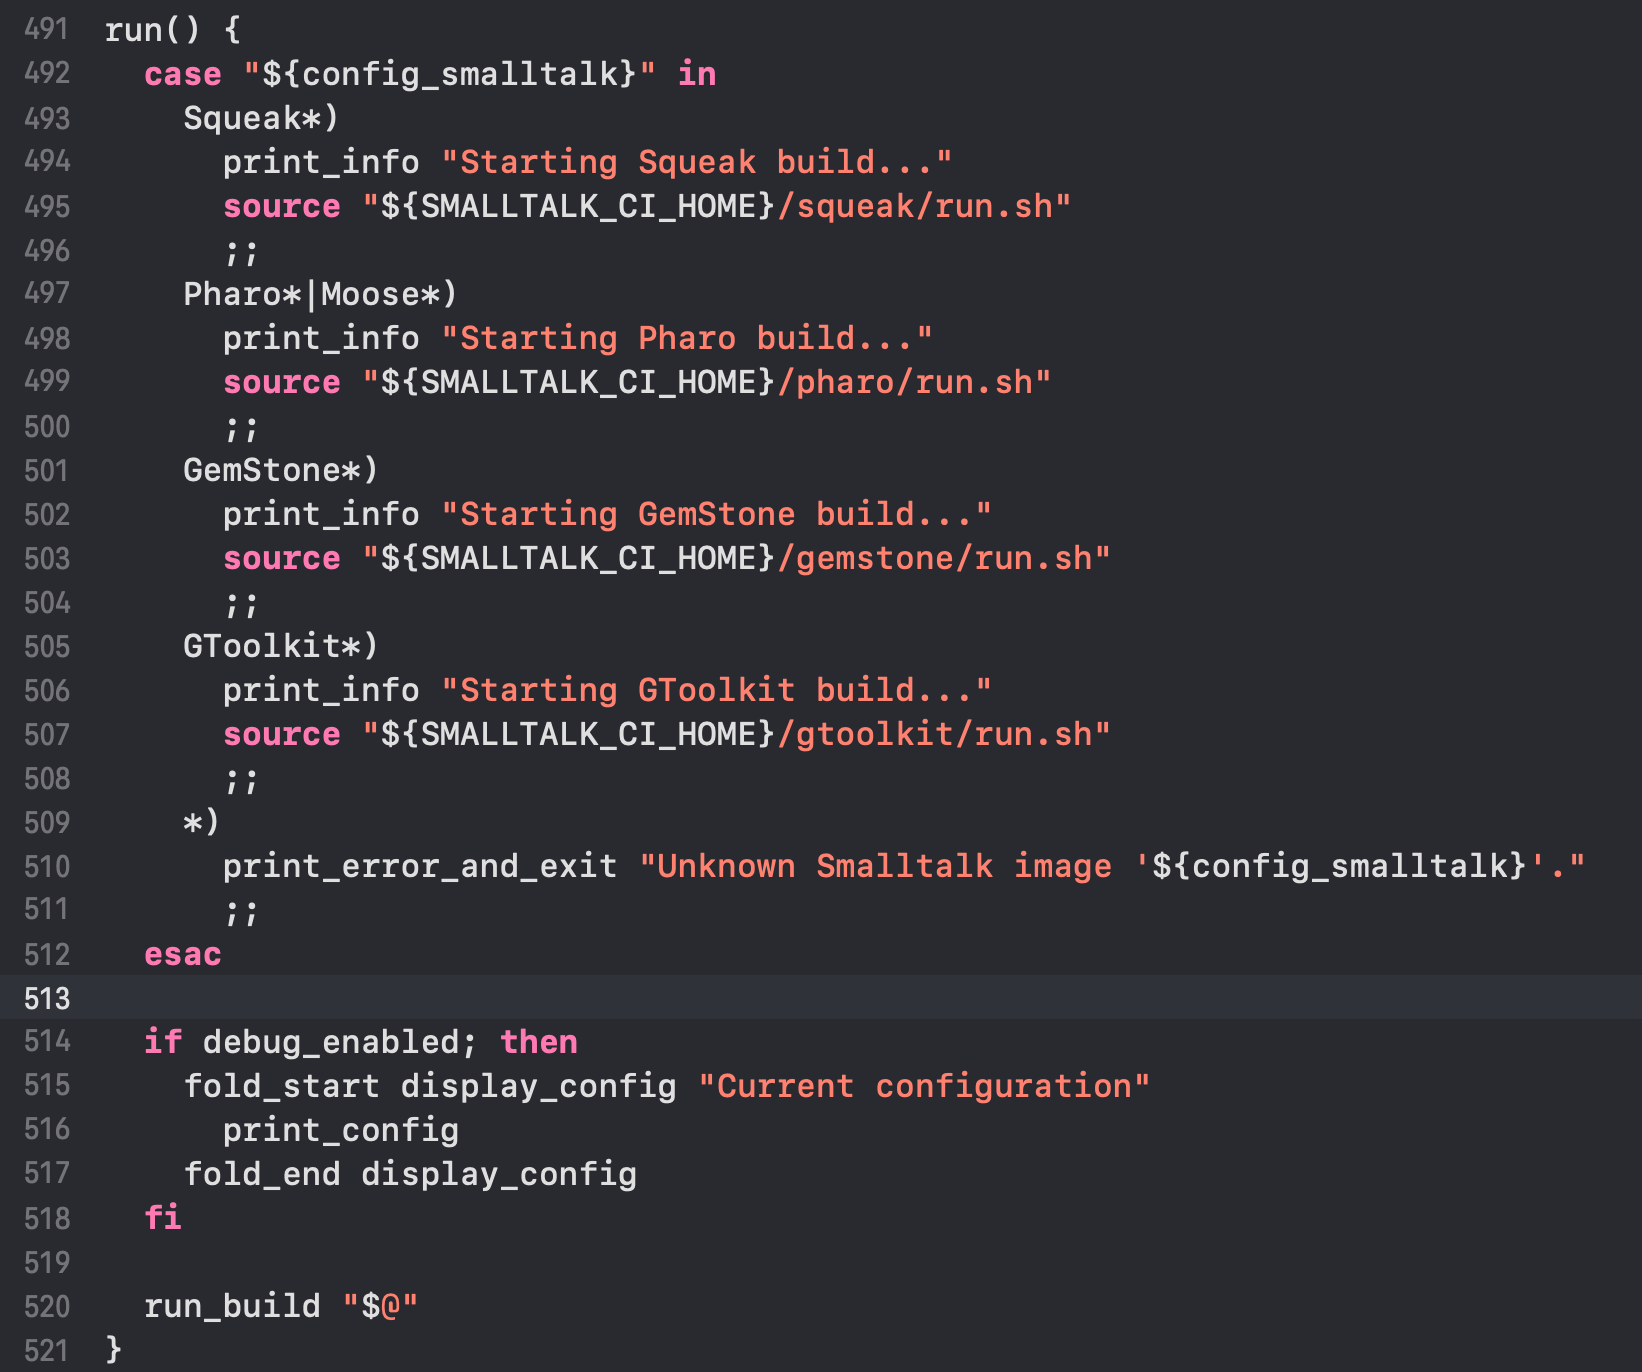 491 run() {
492   case "${config_smalltalk}" in
493     Squeak*)
494       print_info "Starting Squeak build..."
495       source "${SMALLTALK_CI_HOME}/squeak/run.sh"
496       ;;
497     Pharo*|Moose*)
498       print_info "Starting Pharo build..."
499       source "${SMALLTALK_CI_HOME}/pharo/run.sh"
500       ;;
501     GemStone*)
502       print_info "Starting GemStone build..."
503       source "${SMALLTALK_CI_HOME}/gemstone/run.sh"
504       ;;
505     GToolkit*)
506       print_info "Starting GToolkit build..."
507       source "${SMALLTALK_CI_HOME}/gtoolkit/run.sh"
508       ;;
509     *)
510       print_error_and_exit "Unknown Smalltalk image '${config_smalltalk}'."
511       ;;
512   esac
513
514   if debug_enabled; then
515     fold_start display_config "Current configuration"
516       print_config
517     fold_end display_config
518   fi
519
520   run_build "$@"
521 }